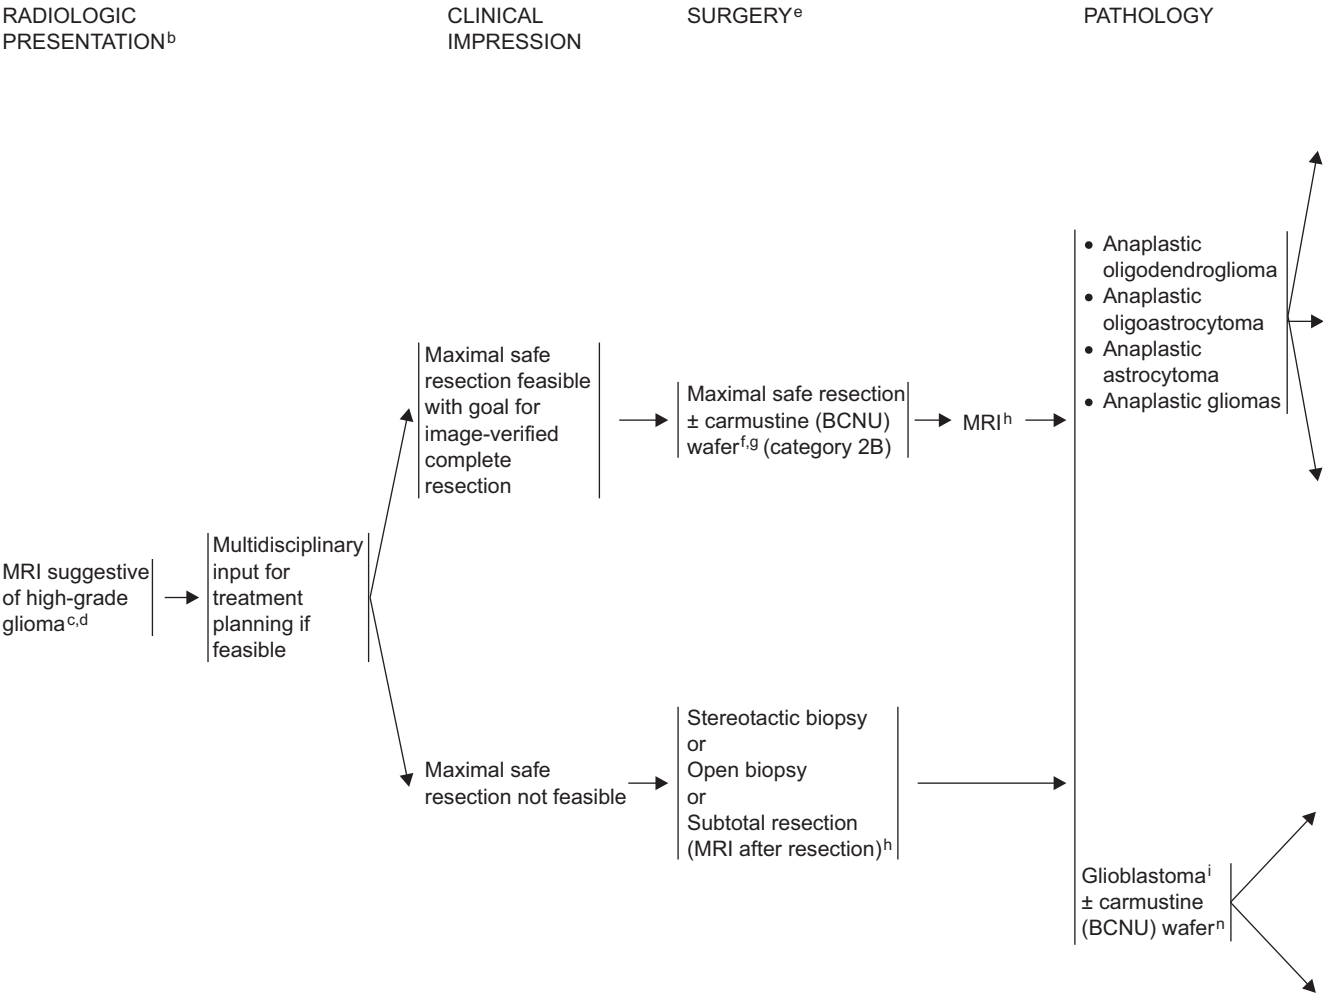 RADIOLOGIC
PRESENTATIONᵇ
CLINICAL
IMPRESSION
SURGERYᵉ
PATHOLOGY
MRI suggestive
of high-grade
gliomaᶜ,ᵈ
Multidisciplinary
input for
treatment
planning if
feasible
Maximal safe
resection feasible
with goal for
image-verified
complete
resection
Maximal safe resection
± carmustine (BCNU)
waferᶠ,ᵍ (category 2B)
MRIʰ
• Anaplastic
oligodendroglioma
• Anaplastic
oligoastrocytoma
• Anaplastic
astrocytoma
• Anaplastic gliomas
Maximal safe
resection not feasible
Stereotactic biopsy
or
Open biopsy
or
Subtotal resection
(MRI after resection)ʰ
Glioblastomaⁱ
± carmustine
(BCNU) waferⁿ